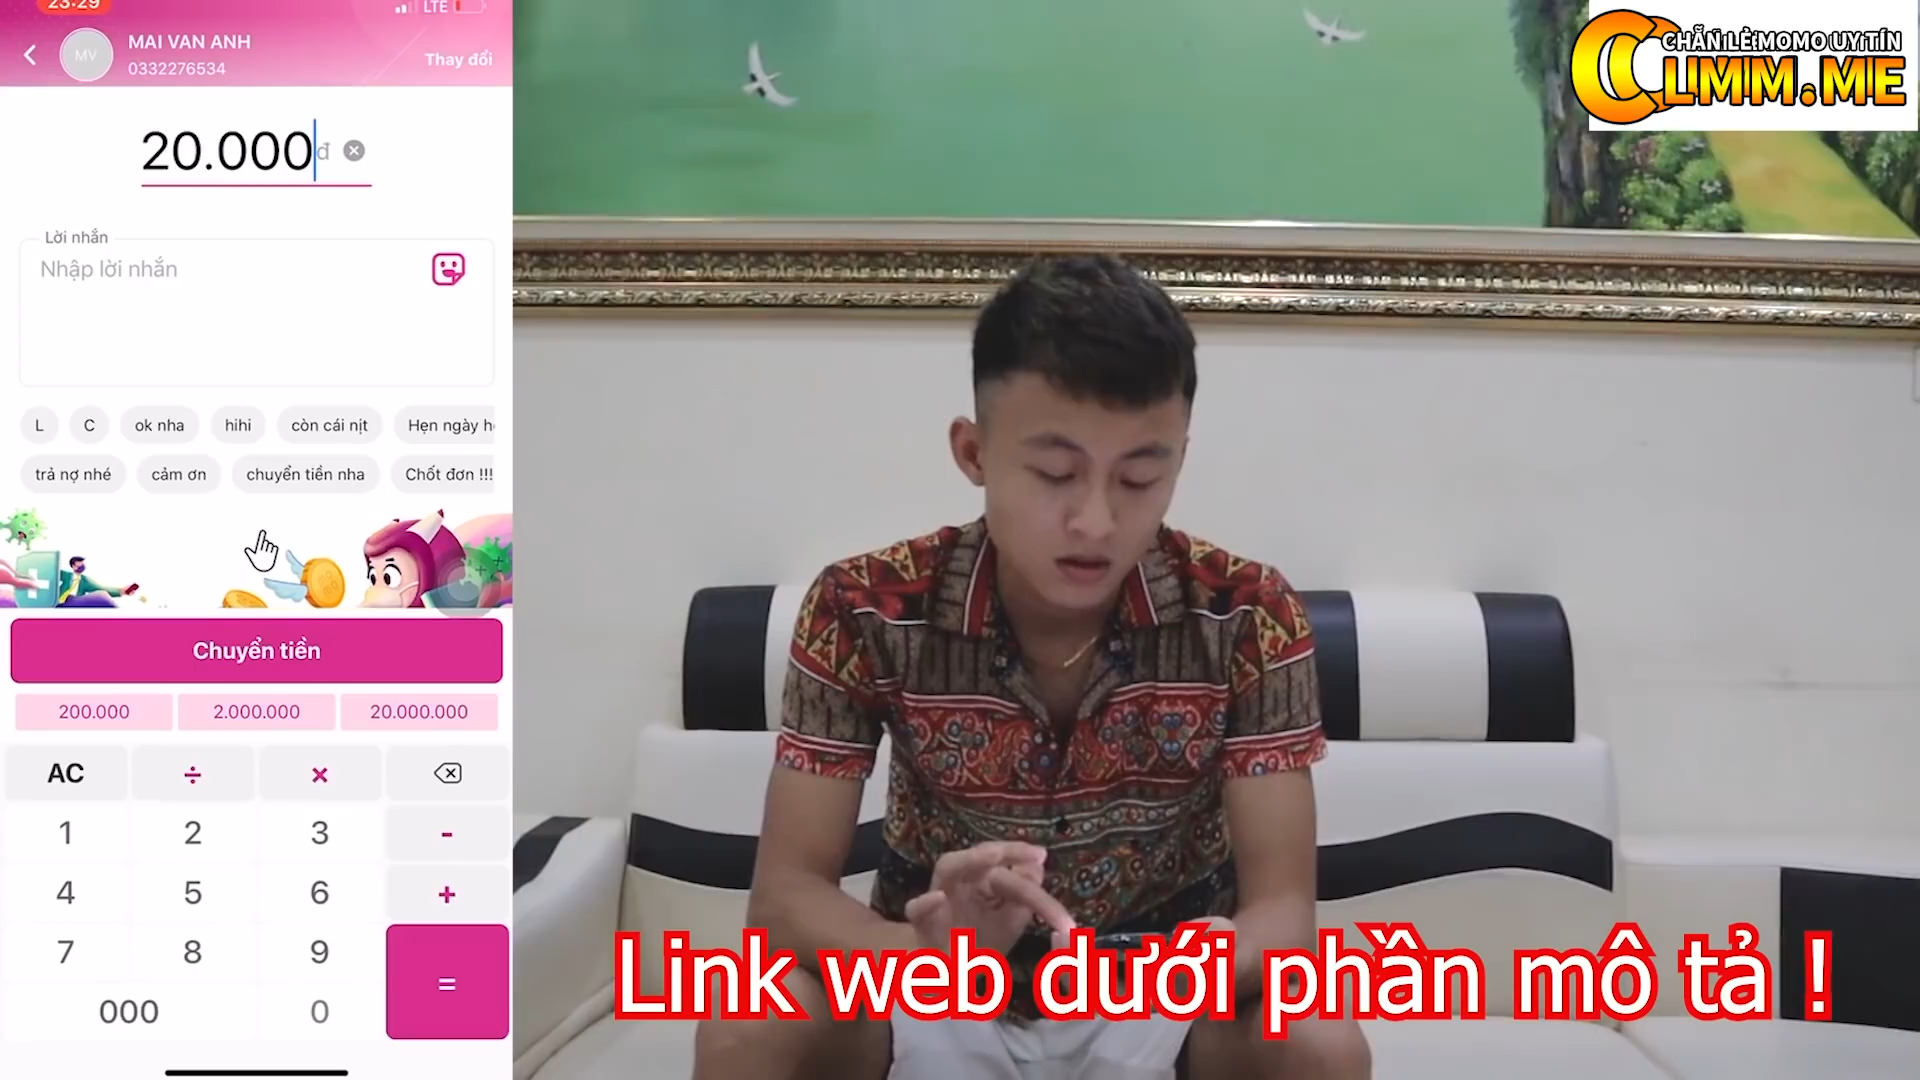 23:29
LTE
MV
MAI VAN ANH
0332276534
Thay đổi
20.000đ
Lời nhắn
Nhập lời nhắn
L
C
ok nha
hihi
còn cái nịt
Hẹn ngày
trả nợ nhé
cảm ơn
chuyển tiền nha
Chốt đơn !!!
Chuyển tiền
200.000
2.000.000
20.000.000
AC
÷
×
1
2
3
-
4
5
6
+
7
8
9
=
000
0
CHẴN LẺ MOMO UY TÍN
CLMM.ME
Link web dưới phần mô tả !